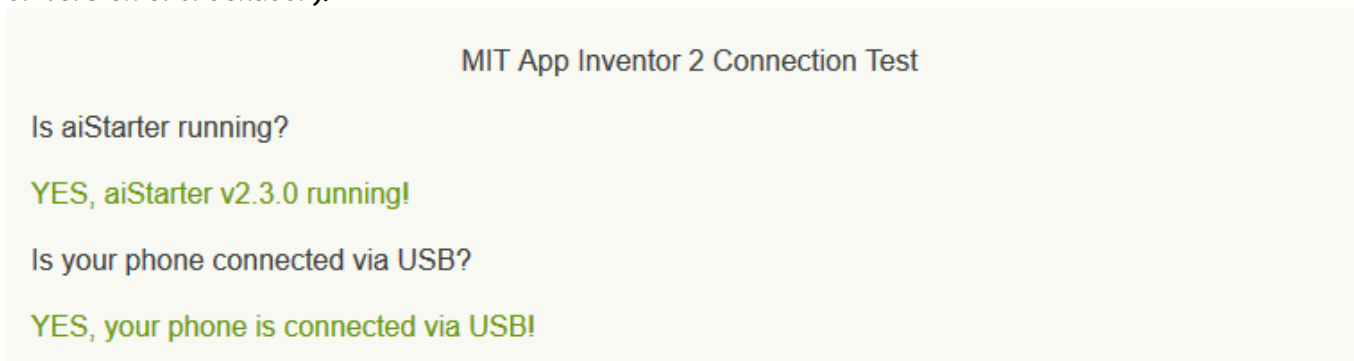 MIT App Inventor 2 Connection Test
Is aiStarter running?
YES, aiStarter v2.3.0 running!
Is your phone connected via USB?
YES, your phone is connected via USB!